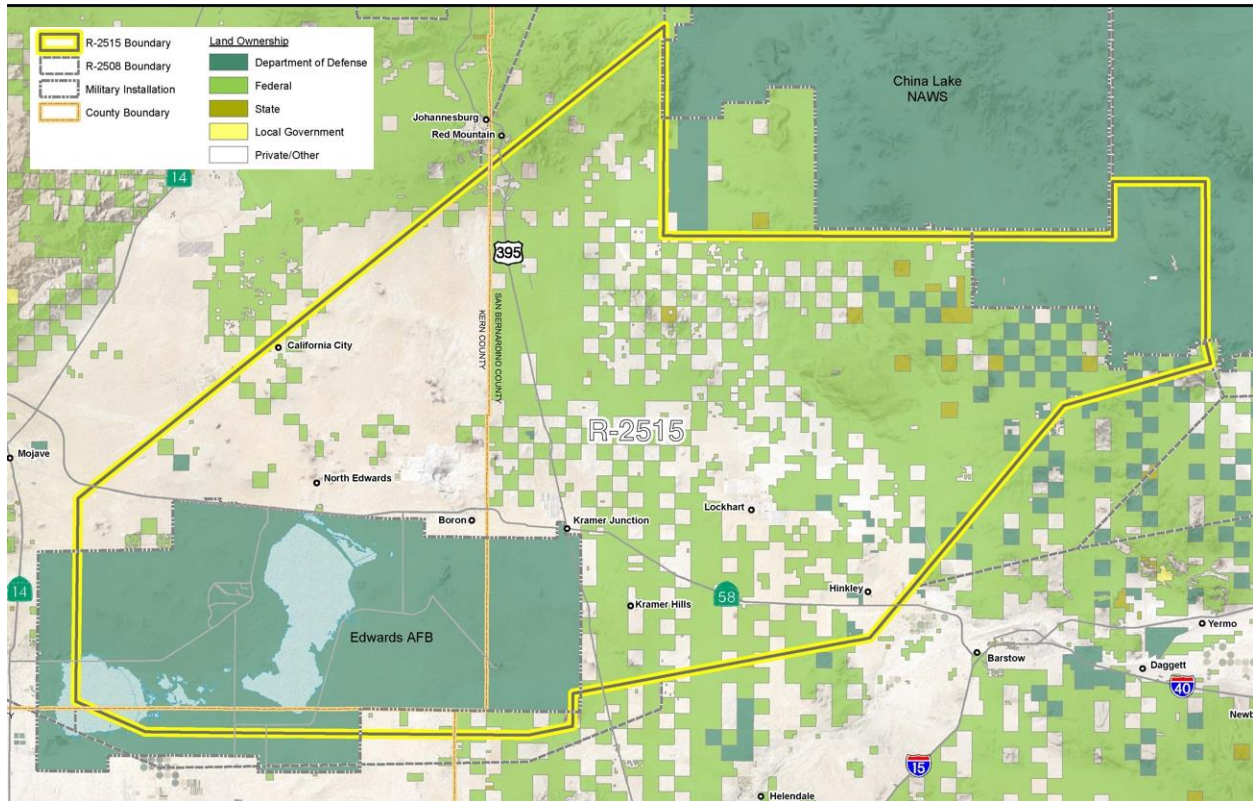 R-2515 Boundary
R-2508 Boundary
Military Installation
County Boundary
Land Ownership
Department of Defense
Federal
State
Local Government
Private/Other
China Lake
NAWS
Johannesburg
Red Mountain
14
395
SAN BERNARDINO COUNTY
KERN COUNTY
California City
R-2515
Mojave
North Edwards
Lockhart
Boron
Kramer Junction
14
58
Hinkley
Kramer Hills
Edwards AFB
Yermo
Barstow
Daggett
40
Y
Newb
15
Helendale